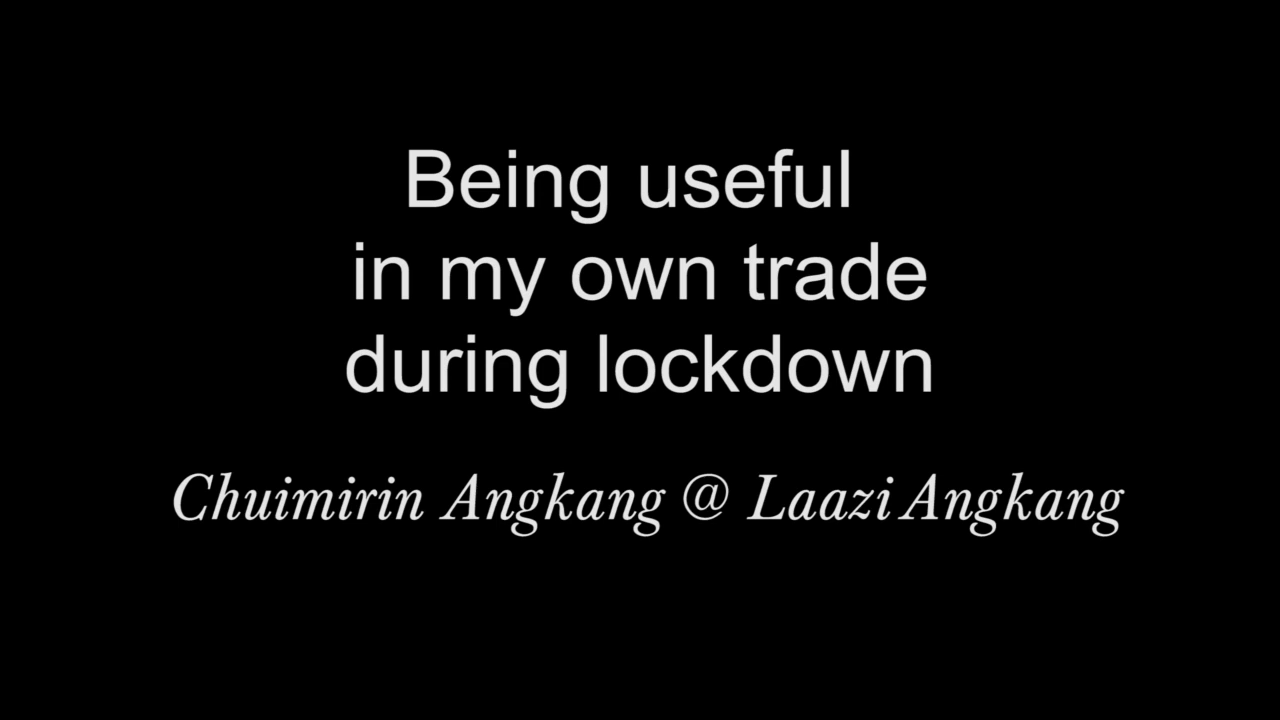 Being useful
in my own trade
during lockdown
Chuimirin Angkang @ Laazi Angkang